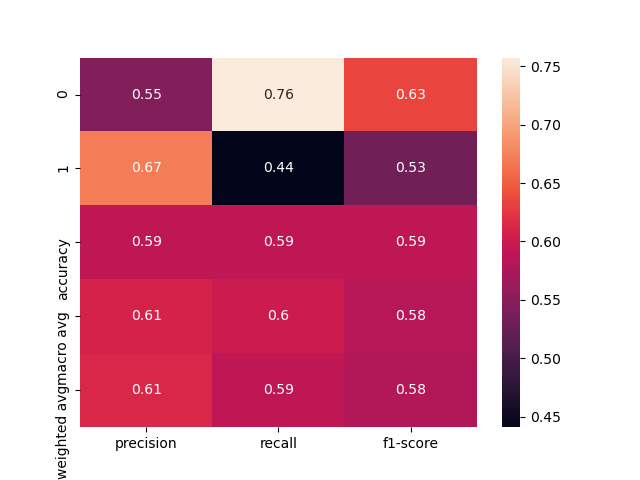 0 0.55 0.76 0.63
1 0.67 0.44 0.53
accuracy 0.59 0.59 0.59
macro avg 0.61 0.6 0.58
weighted avg 0.61 0.59 0.58
precision recall f1-score
0.75
0.70
0.65
0.60
0.55
0.50
0.45